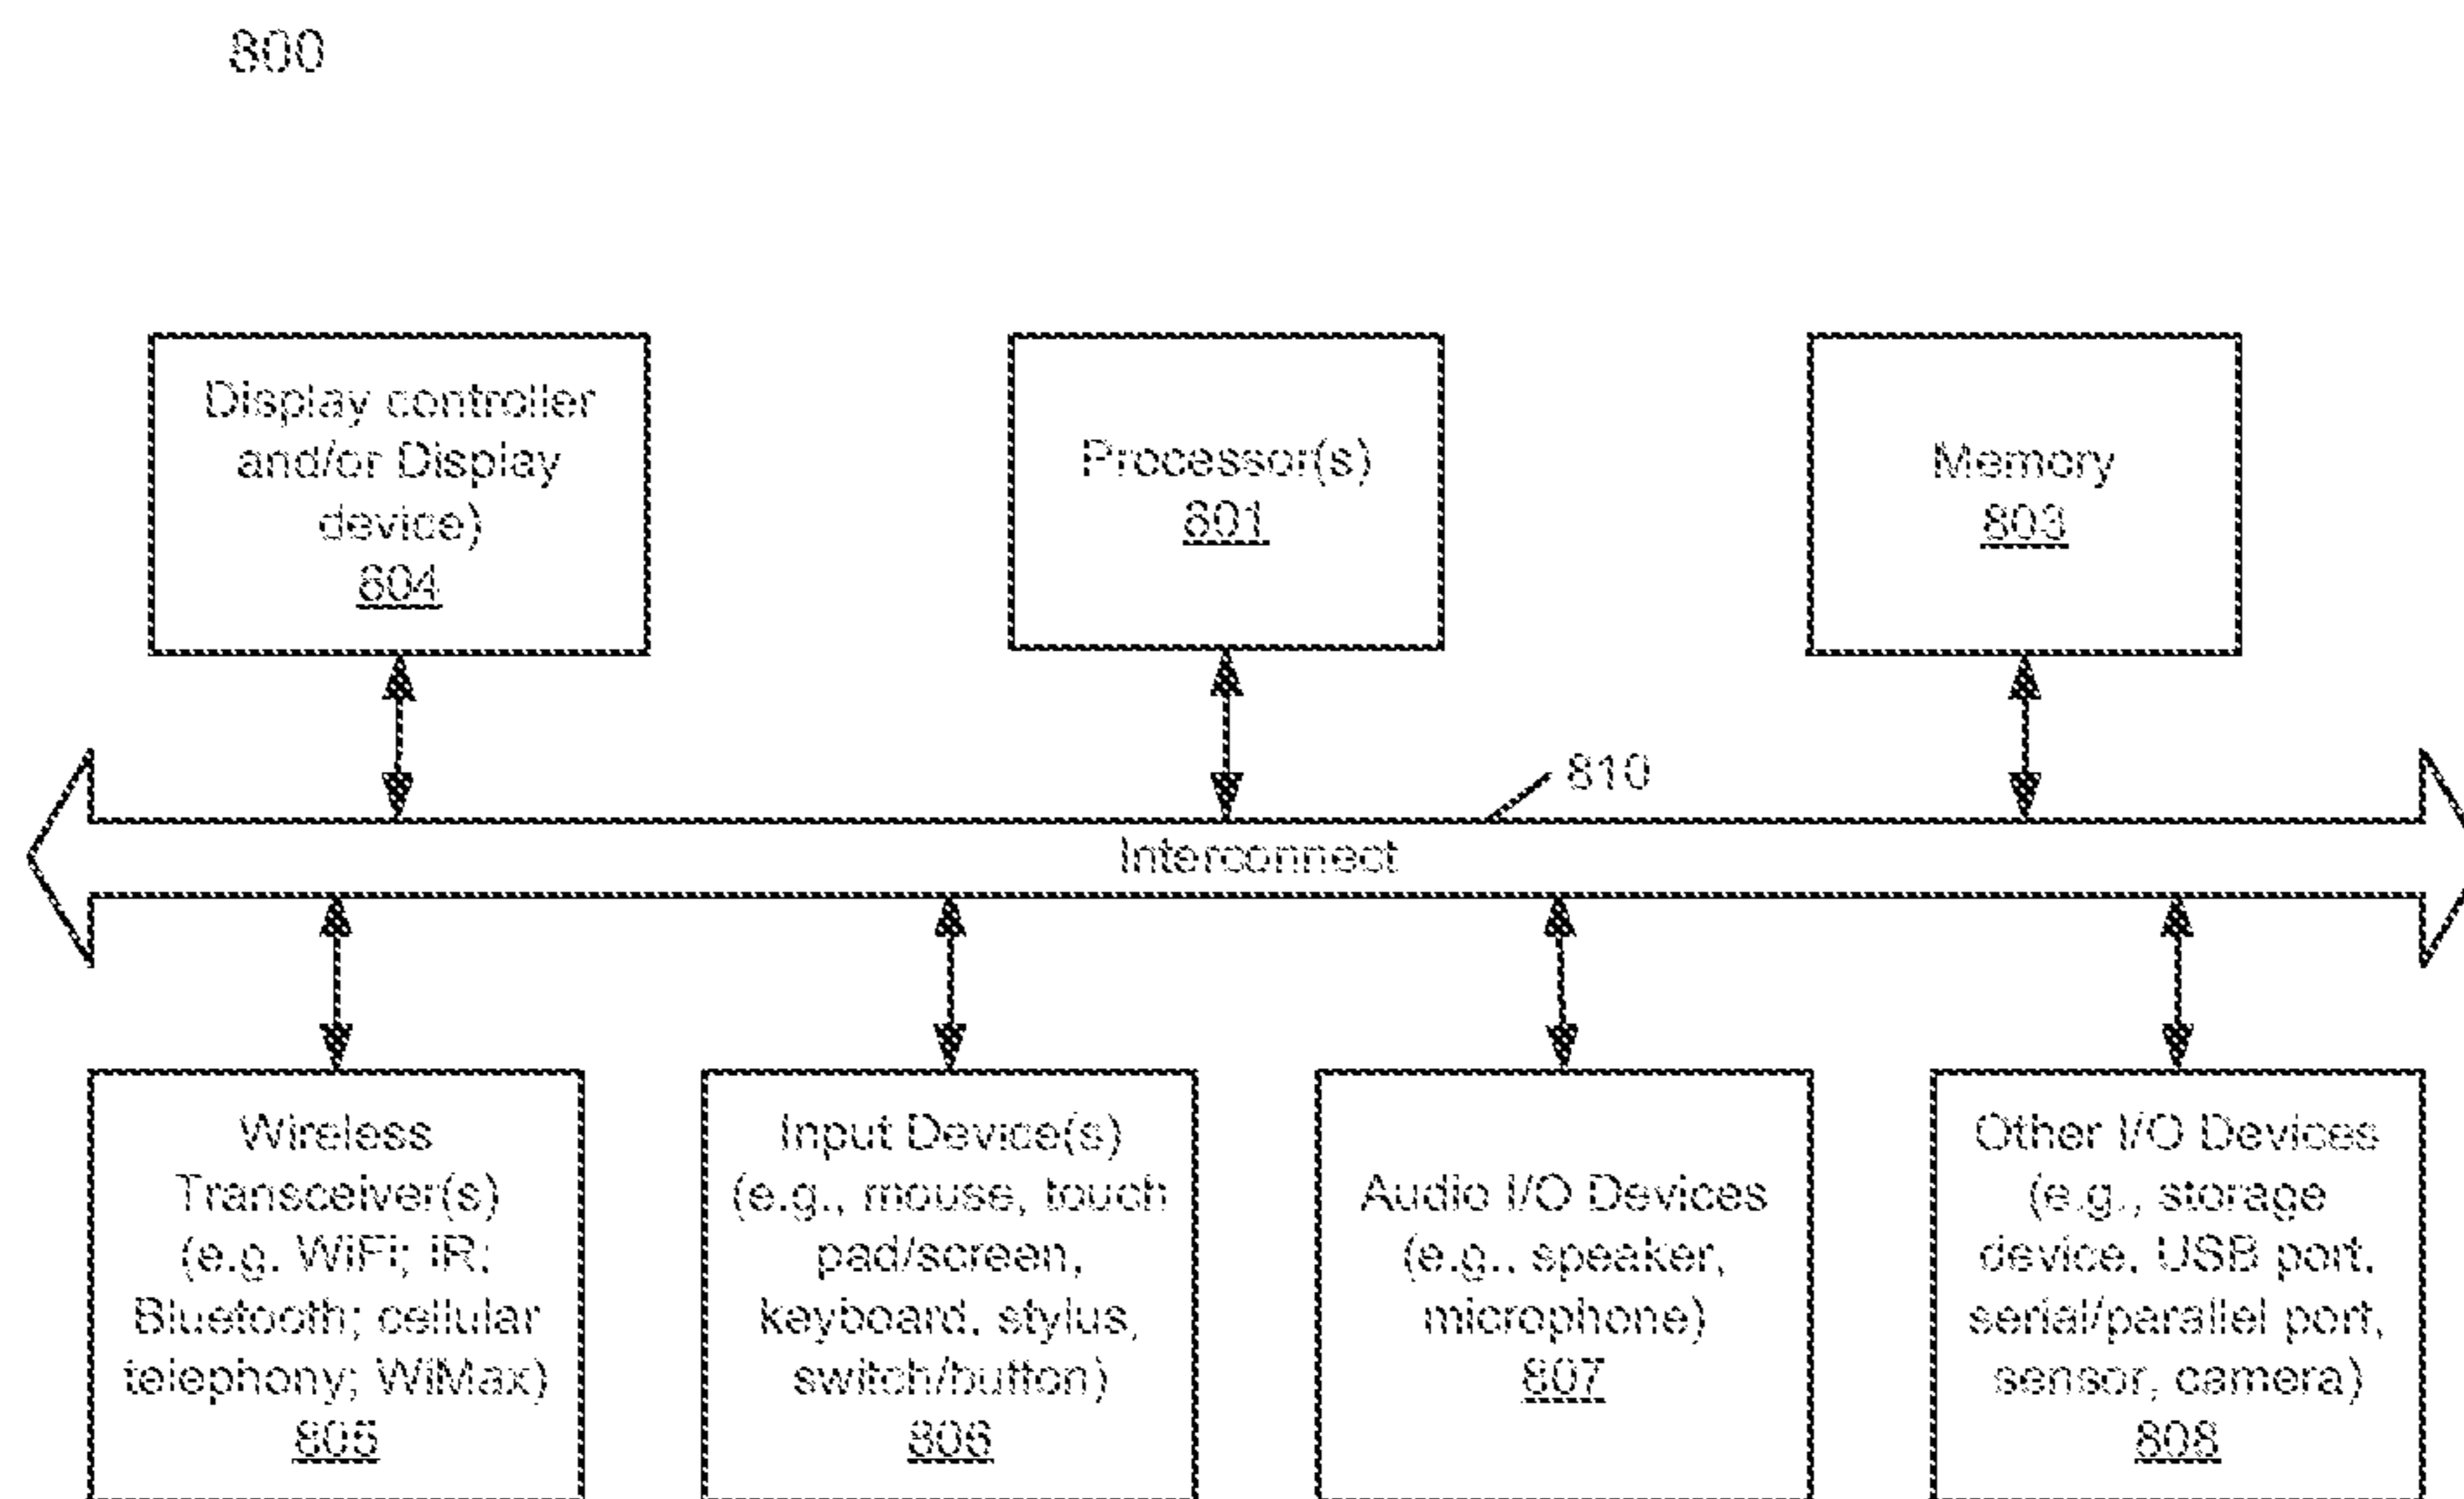 800
Display controller
and/or Display
device)
804
Processor(s)
801
Memory
803
810
Interconnect
Wireless
Transceiver(s)
(e.g. WiFi; IR;
Bluetooth; cellular
telephony; WiMax)
805
Input Device(s)
(e.g., mouse, touch
pad/screen,
keyboard, stylus,
switch/button)
806
Audio I/O Devices
(e.g., speaker,
microphone)
807
Other I/O Devices
(e.g., storage
device, USB port,
serial/parallel port,
sensor, camera)
808